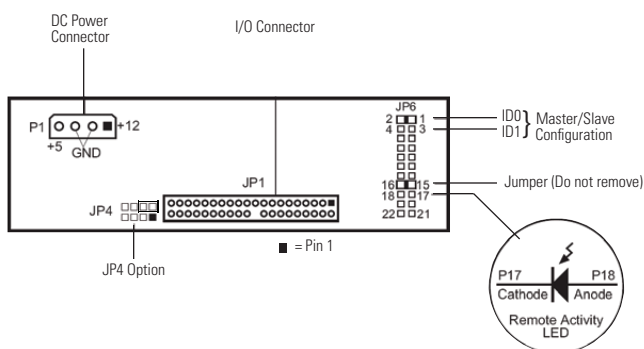 DC Power
Connector
I/O Connector
P1
+12
+5
GND
JP6
2 1
4 3
ID0
ID1
}
Master/Slave
Configuration
JP1
16 15
18 17
Jumper (Do not remove)
JP4
22 21
■ = Pin 1
JP4 Option
P17 P18
Cathode Anode
Remote Activity
LED